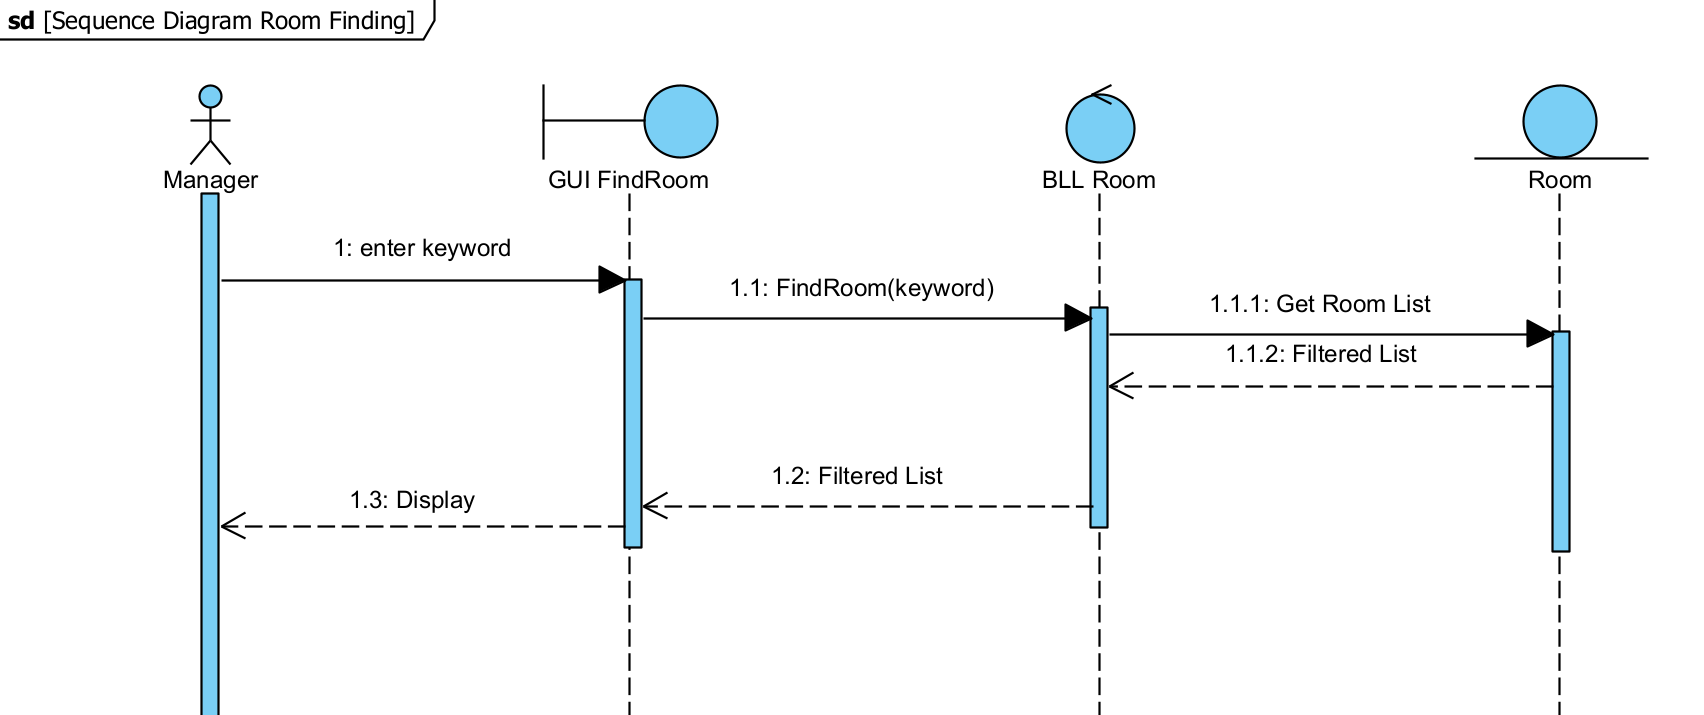 sd [Sequence Diagram Room Finding]
Manager
GUI FindRoom
BLL Room
Room
1: enter keyword
1.1: FindRoom(keyword)
1.1.1: Get Room List
1.1.2: Filtered List
1.2: Filtered List
1.3: Display